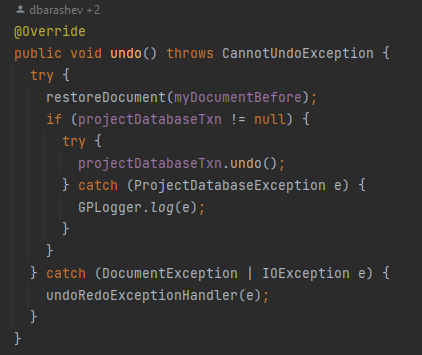 dbarashev +2
@Override
public void undo() throws CannotUndoException {
  try {
    restoreDocument(myDocumentBefore);
    if (projectDatabaseTxn != null) {
      try {
        projectDatabaseTxn.undo();
      } catch (ProjectDatabaseException e) {
        GPLogger.log(e);
      }
    }
  } catch (DocumentException | IOException e) {
    undoRedoExceptionHandler(e);
  }
}